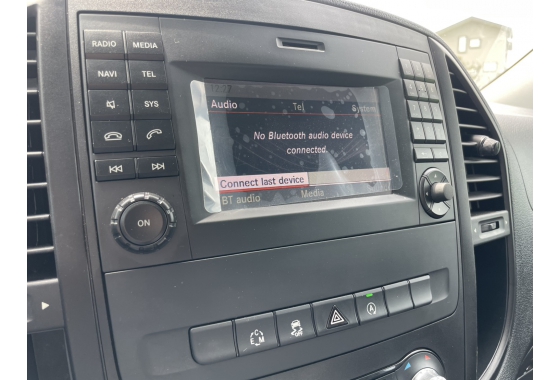 RADIO MEDIA
NAVI TEL
SYS
ON
Audio Tel System
No Bluetooth audio device
connected.
Connect last device
BT audio Media
C
E M
OFF
A